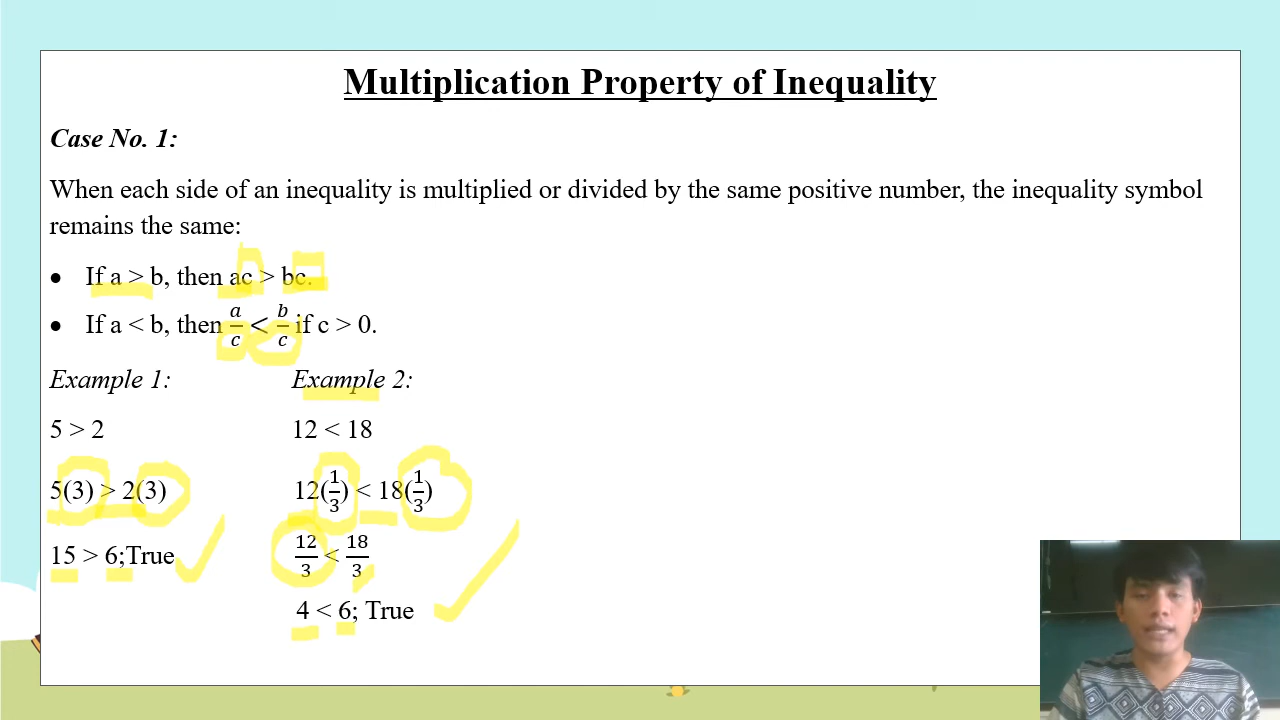 Multiplication Property of Inequality
Case No. 1:
When each side of an inequality is multiplied or divided by the same positive number, the inequality symbol
remains the same:
• If a > b, then ac > bc.
• If a < b, then a/c < b/c if c > 0.
Example 1: Example 2:
5 > 2 12 < 18
5(3) > 2(3) 12(1/3) < 18(1/3)
15 > 6;True 12/3 < 18/3
4 < 6; True